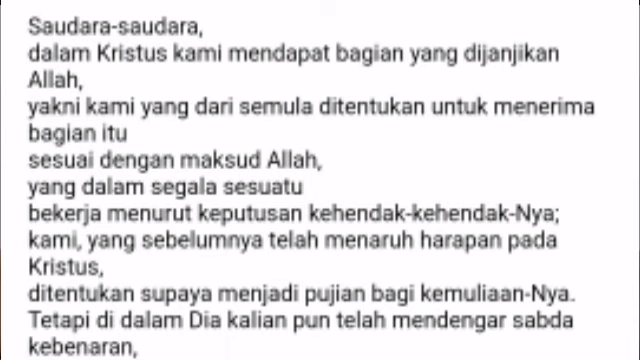 Saudara-saudara,
dalam Kristus kami mendapat bagian yang dijanjikan
Allah,
yakni kami yang dari semula ditentukan untuk menerima
bagian itu
sesuai dengan maksud Allah,
yang dalam segala sesuatu
bekerja menurut keputusan kehendak-kehendak-Nya;
kami, yang sebelumnya telah menaruh harapan pada
Kristus,
ditentukan supaya menjadi pujian bagi kemuliaan-Nya.
Tetapi di dalam Dia kalian pun telah mendengar sabda
kebenaran,